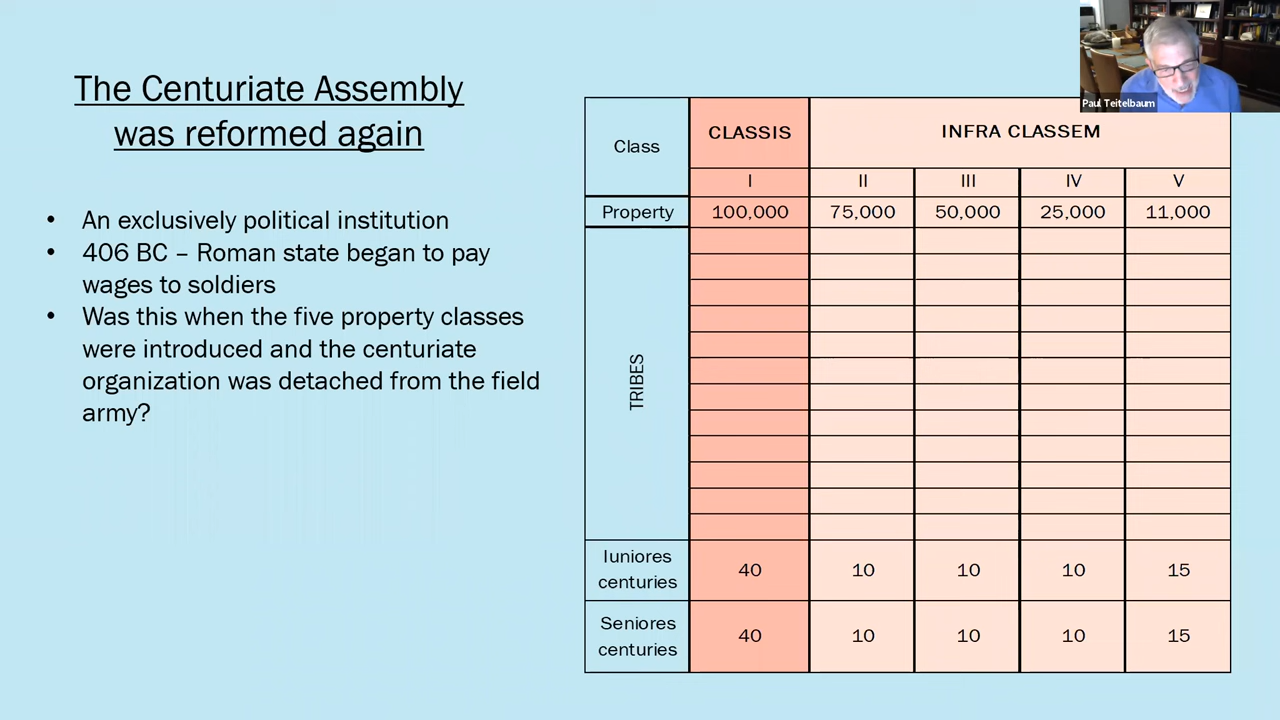 The Centuriate Assembly
was reformed again
• An exclusively political institution
• 406 BC – Roman state began to pay
wages to soldiers
• Was this when the five property classes
were introduced and the centuriate
organization was detached from the field
army?
Paul Teitelbaum
Class CLASSIS INFRA CLASSEM
I II III IV V
Property 100,000 75,000 50,000 25,000 11,000
TRIBES
Iuniores
centuries 40 10 10 10 15
Seniores
centuries 40 10 10 10 15